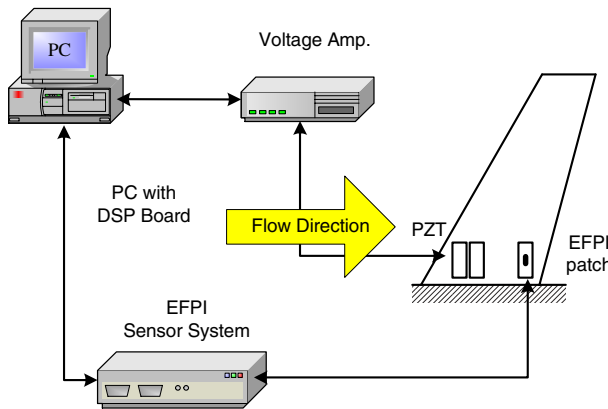 PC
Voltage Amp.
PC with
DSP Board
Flow Direction
PZT
EFPI
patch
EFPI
Sensor System